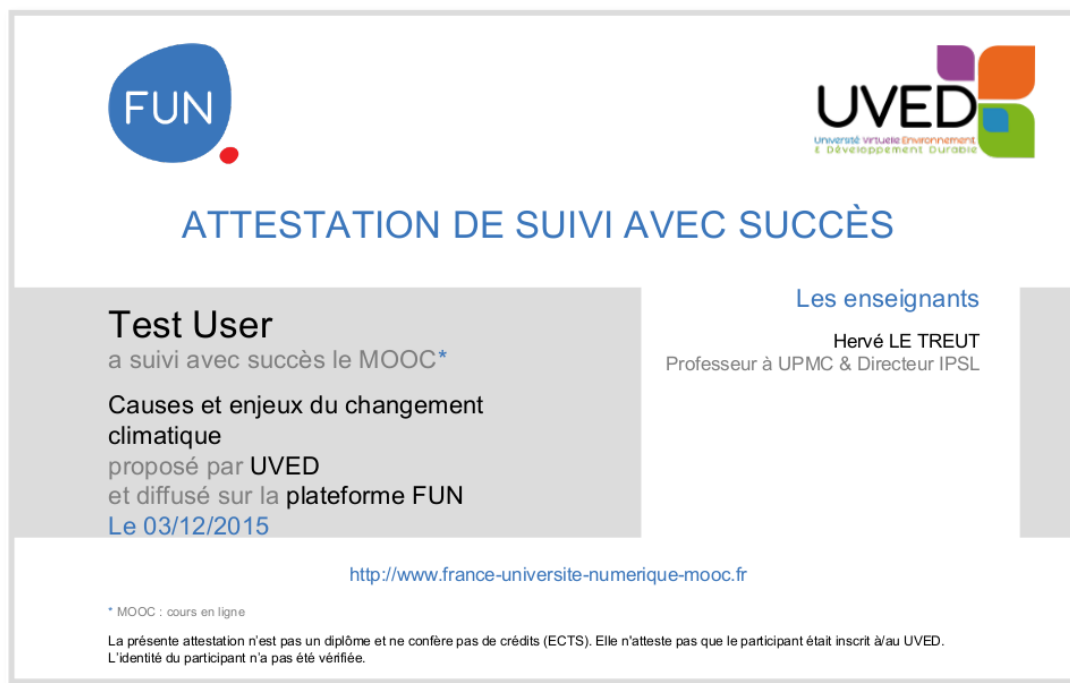 FUN
UVED
Université Virtuelle Environnement
& Développement Durable
ATTESTATION DE SUIVI AVEC SUCCÈS
Test User
a suivi avec succès le MOOC*
Causes et enjeux du changement
climatique
proposé par UVED
et diffusé sur la plateforme FUN
Le 03/12/2015
Les enseignants
Hervé LE TREUT
Professeur à UPMC & Directeur IPSL
http://www.france-universite-numerique-mooc.fr
* MOOC : cours en ligne
La présente attestation n'est pas un diplôme et ne confère pas de crédits (ECTS). Elle n'atteste pas que le participant était inscrit à/au UVED.
L'identité du participant n'a pas été vérifiée.